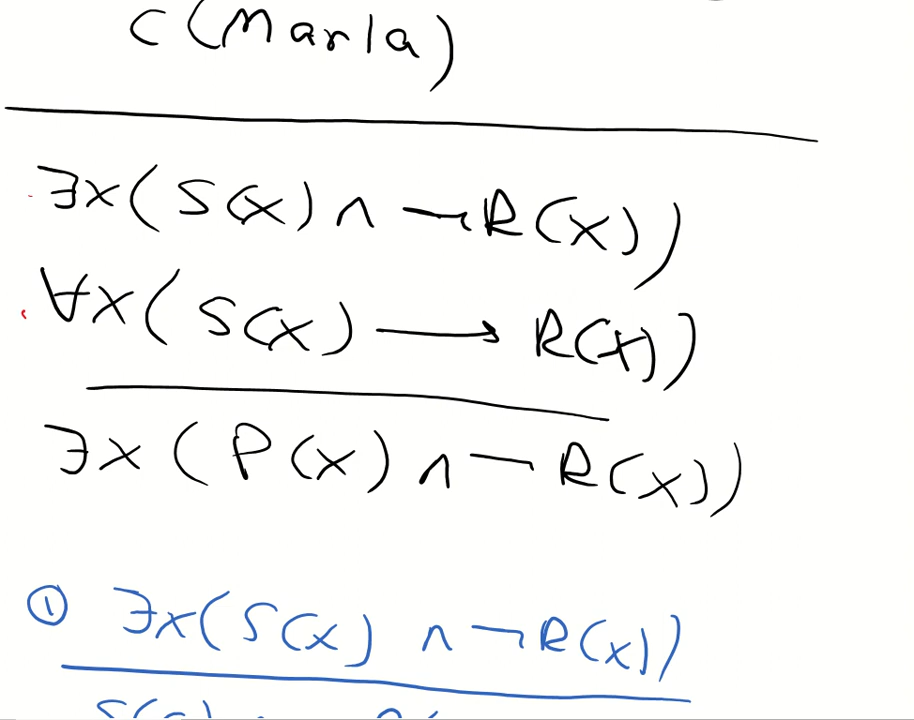 C(Marla)
∃x(S(x) ∧ ¬R(x))
∀x(S(x) → R(x))
∃x(P(x) ∧ ¬R(x))
① ∃x(S(x) ∧ ¬R(x))